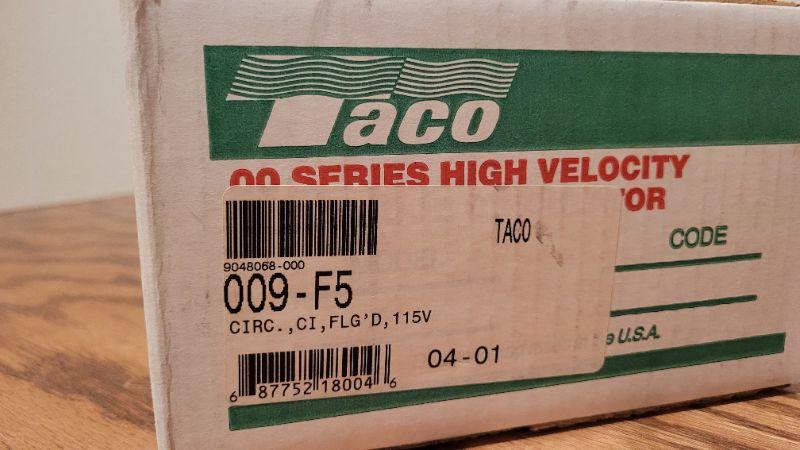 Taco
00 SERIES HIGH VELOCITY
TOR
TACO
CODE
9048068-000
009-F5
CIRC.,CI,FLG'D,115V
e U.S.A.
04-01
6 87752 18004 6